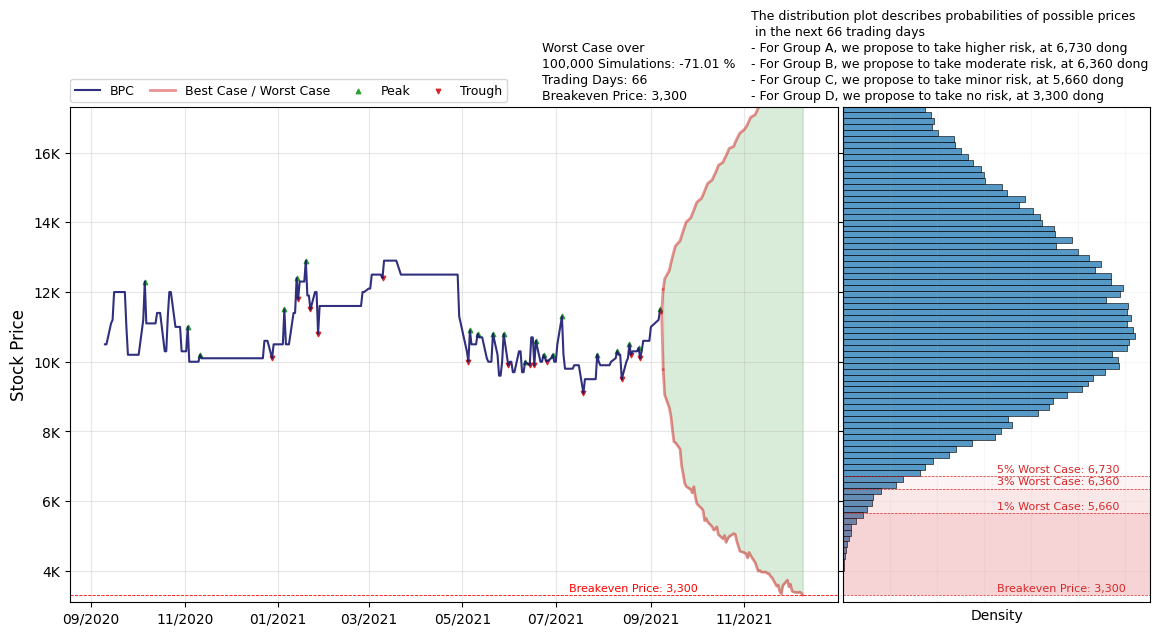 The distribution plot describes probabilities of possible prices
in the next 66 trading days
- For Group A, we propose to take higher risk, at 6,730 dong
- For Group B, we propose to take moderate risk, at 6,360 dong
- For Group C, we propose to take minor risk, at 5,660 dong
- For Group D, we propose to take no risk, at 3,300 dong
Worst Case over
100,000 Simulations: -71.01 %
Trading Days: 66
Breakeven Price: 3,300
BPC
Best Case / Worst Case
Peak
Trough
Stock Price
16K
14K
12K
10K
8K
6K
4K
Breakeven Price: 3,300
09/2020
11/2020
01/2021
03/2021
05/2021
07/2021
09/2021
11/2021
5% Worst Case: 6,730
3% Worst Case: 6,360
1% Worst Case: 5,660
Breakeven Price: 3,300
Density